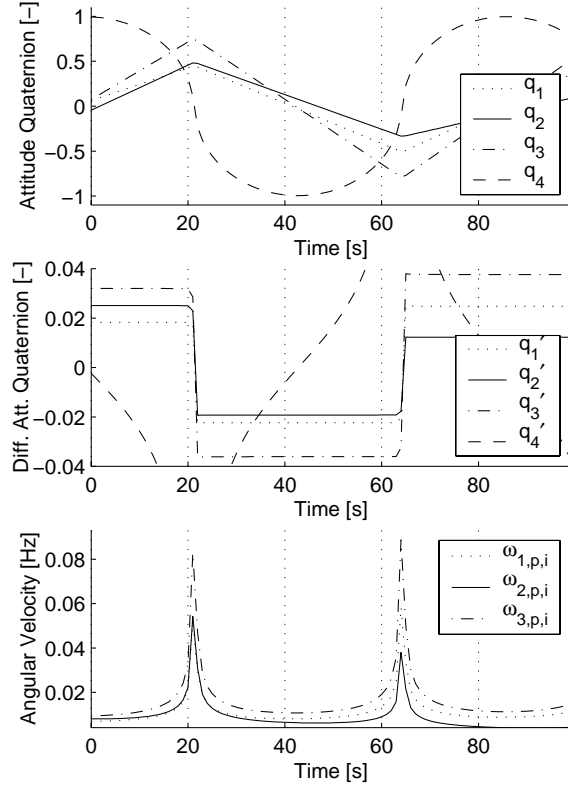 Attitude Quaternion [−]
1
0.5
0
−0.5
−1
0
20
40
60
80
Time [s]
q1
q2
q3
q4
Diff. Att. Quaternion [−]
0.04
0.02
0
−0.02
−0.04
0
20
40
60
80
Time [s]
q1′
q2′
q3′
q4′
Angular Velocity [Hz]
0.08
0.06
0.04
0.02
0
20
40
60
80
Time [s]
ω1,p,i
ω2,p,i
ω3,p,i